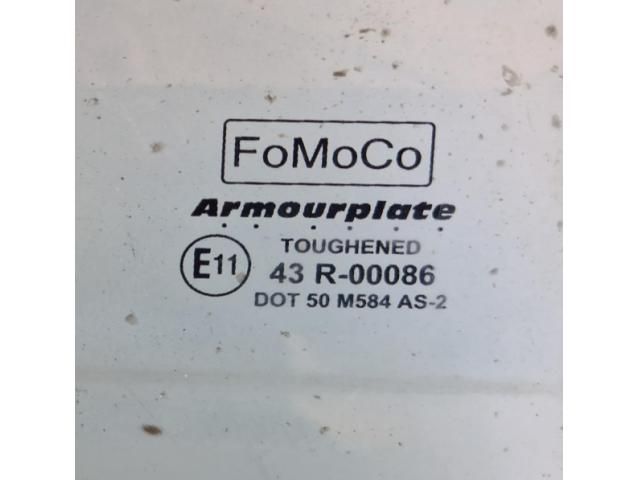 FoMoCo
Armourplate
TOUGHENED
E11 43 R-00086
DOT 50 M584 AS-2